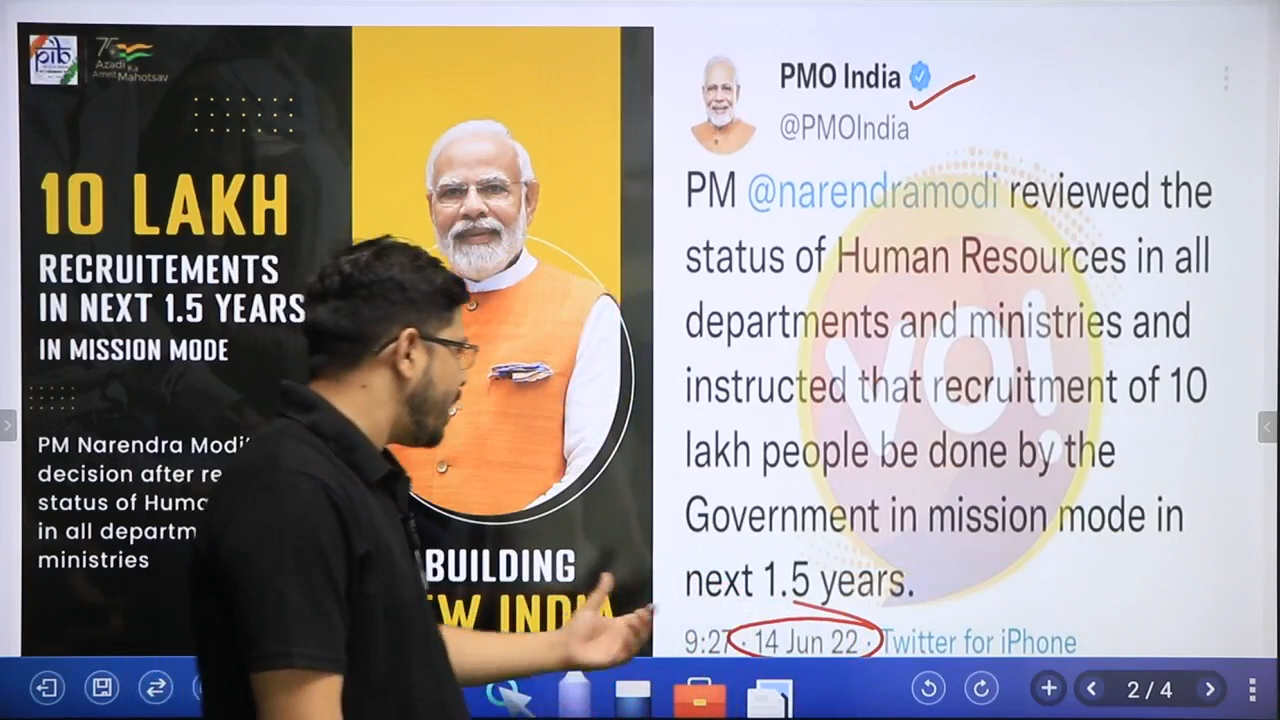 pib
75
Azadi
Ka
Amrit Mahotsav
10 LAKH
RECRUITEMENTS
IN NEXT 1.5 YEARS
IN MISSION MODE
PM Narendra Modi'
decision after
status of
in all
ministries
BUILDING
INDIA
PMO India
@PMOIndia
PM @narendramodi reviewed the
status of Human Resources in all
departments and ministries and
instructed that recruitment of 10
lakh people be done by the
Government in mission mode in
next 1.5 years.
9:27 · 14 Jun 22 · Twitter for iPhone
VO!
2 / 4